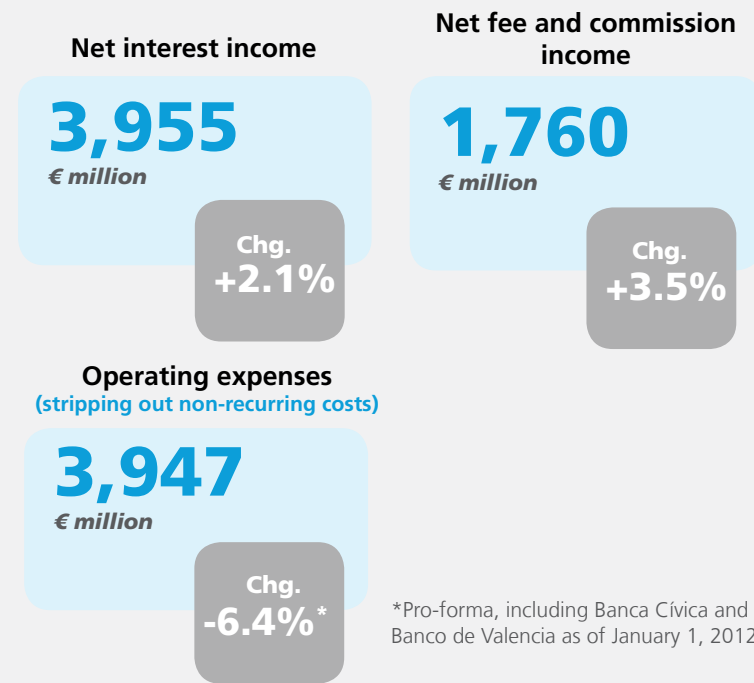 Net interest income
3,955
€ million
Chg.
+2.1%
Net fee and commission
income
1,760
€ million
Chg.
+3.5%
Operating expenses
(stripping out non-recurring costs)
3,947
€ million
Chg.
-6.4%*
*Pro-forma, including Banca Cívica and
Banco de Valencia as of January 1, 2012